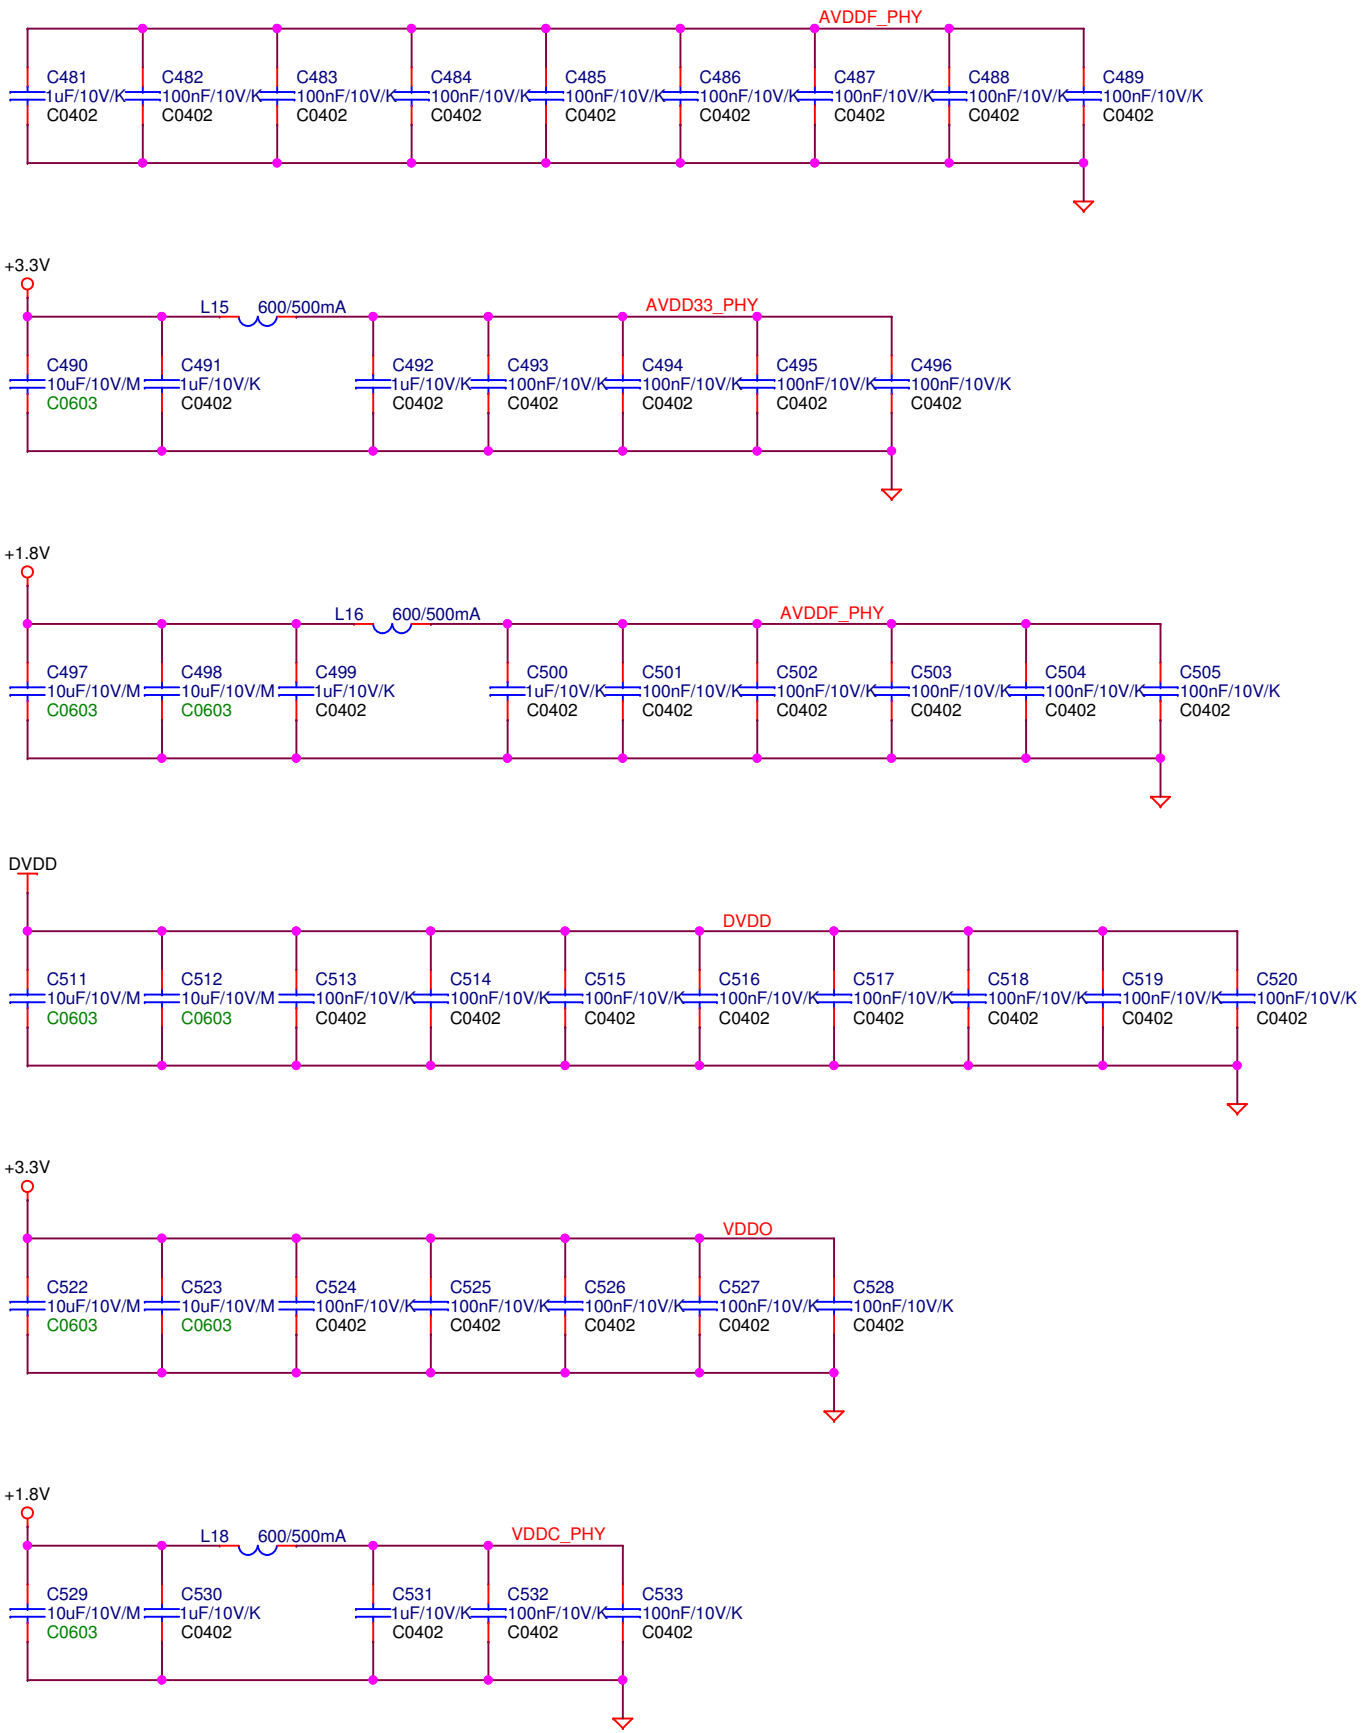 AVDDF_PHY
C481 C482 C483 C484 C485 C486 C487 C488 C489
1uF/10V/K 100nF/10V/K 100nF/10V/K 100nF/10V/K 100nF/10V/K 100nF/10V/K 100nF/10V/K 100nF/10V/K 100nF/10V/K
C0402 C0402 C0402 C0402 C0402 C0402 C0402 C0402 C0402
+3.3V
L15 600/500mA AVDD33_PHY
C490 C491 C492 C493 C494 C495 C496
10uF/10V/M 1uF/10V/K 1uF/10V/K 100nF/10V/K 100nF/10V/K 100nF/10V/K 100nF/10V/K
C0603 C0402 C0402 C0402 C0402 C0402 C0402
+1.8V
L16 600/500mA AVDDF_PHY
C497 C498 C499 C500 C501 C502 C503 C504 C505
10uF/10V/M 10uF/10V/M 1uF/10V/K 1uF/10V/K 100nF/10V/K 100nF/10V/K 100nF/10V/K 100nF/10V/K 100nF/10V/K
C0603 C0603 C0402 C0402 C0402 C0402 C0402 C0402 C0402
DVDD
DVDD
C511 C512 C513 C514 C515 C516 C517 C518 C519 C520
10uF/10V/M 10uF/10V/M 100nF/10V/K 100nF/10V/K 100nF/10V/K 100nF/10V/K 100nF/10V/K 100nF/10V/K 100nF/10V/K 100nF/10V/K
C0603 C0603 C0402 C0402 C0402 C0402 C0402 C0402 C0402 C0402
+3.3V
VDDO
C522 C523 C524 C525 C526 C527 C528
10uF/10V/M 10uF/10V/M 100nF/10V/K 100nF/10V/K 100nF/10V/K 100nF/10V/K 100nF/10V/K
C0603 C0603 C0402 C0402 C0402 C0402 C0402
+1.8V
L18 600/500mA VDDC_PHY
C529 C530 C531 C532 C533
10uF/10V/M 1uF/10V/K 1uF/10V/K 100nF/10V/K 100nF/10V/K
C0603 C0402 C0402 C0402 C0402